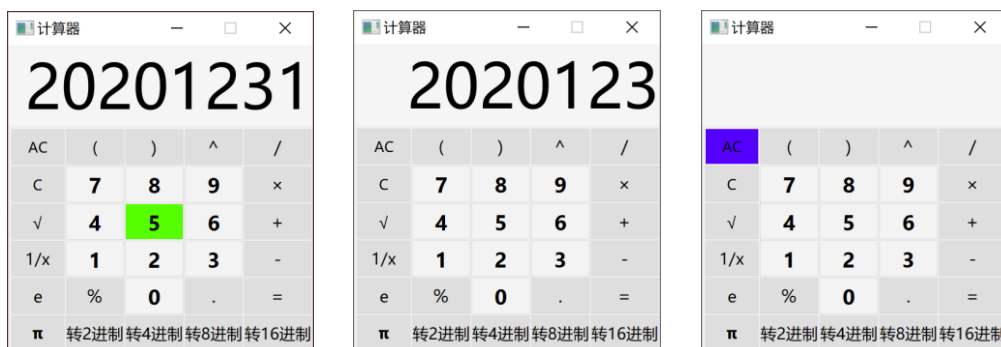 计算器 计算器 计算器
20201231 2020123
AC ( ) ^ / AC ( ) ^ / AC ( ) ^ /
C 7 8 9 × C 7 8 9 × C 7 8 9 ×
√ 4 5 6 + √ 4 5 6 + √ 4 5 6 +
1/x 1 2 3 - 1/x 1 2 3 - 1/x 1 2 3 -
e % 0 . = e % 0 . = e % 0 . =
π 转2进制 转4进制 转8进制 转16进制 π 转2进制 转4进制 转8进制 转16进制 π 转2进制 转4进制 转8进制 转16进制